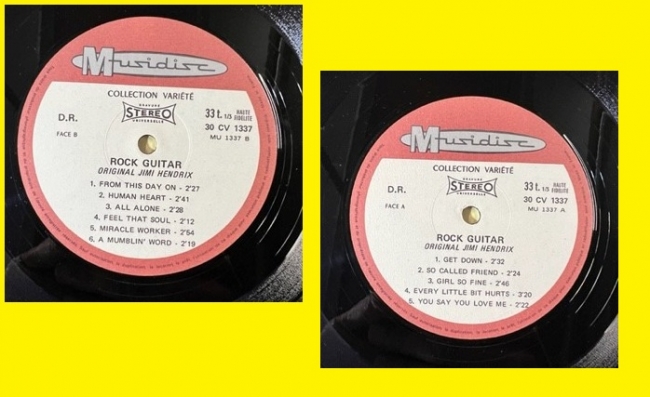 Musidisc
COLLECTION VARIÉTÉ
D.R.
GRAVURE
STEREO
UNIVERSELLE
33 t. 1/3 HAUTE FIDELITE
30 CV 1337
MU 1337 B
FACE B
ROCK GUITAR
ORIGINAL JIMI HENDRIX
1. FROM THIS DAY ON - 2'27
2. HUMAN HEART - 2'41
3. ALL ALONE - 2'28
4. FEEL THAT SOUL - 2'12
5. MIRACLE WORKER - 2'54
6. A MUMBLIN' WORD - 2'19
Musidisc
COLLECTION VARIÉTÉ
D.R.
GRAVURE
STEREO
UNIVERSELLE
33 t. 1/3 HAUTE FIDELITE
30 CV 1337
MU 1337 A
FACE A
ROCK GUITAR
ORIGINAL JIMI HENDRIX
1. GET DOWN - 2'32
2. SO CALLED FRIEND - 2'24
3. GIRL SO FINE - 2'46
4. EVERY LITTLE BIT HURTS - 3'20
5. YOU SAY YOU LOVE ME - 2'22